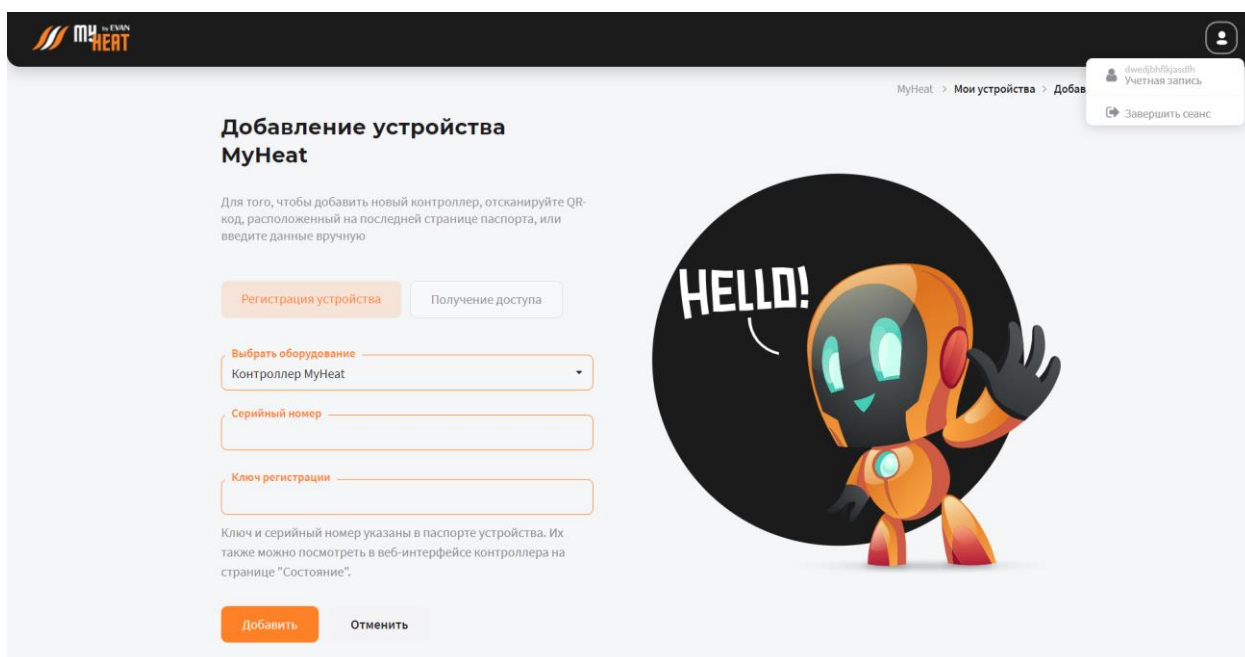 MY by EVAN
HEAT
dwedjbhflkjasdfh
Учетная запись
MyHeat > Мои устройства > Добав
Завершить сеанс
Добавление устройства
MyHeat
Для того, чтобы добавить новый контроллер, отсканируйте QR-
код, расположенный на последней странице паспорта, или
введите данные вручную
Регистрация устройства
Получение доступа
Выбрать оборудование
Контроллер MyHeat
Серийный номер
Ключ регистрации
Ключ и серийный номер указаны в паспорте устройства. Их
также можно посмотреть в веб-интерфейсе контроллера на
странице "Состояние".
Добавить
Отменить
HELLO!